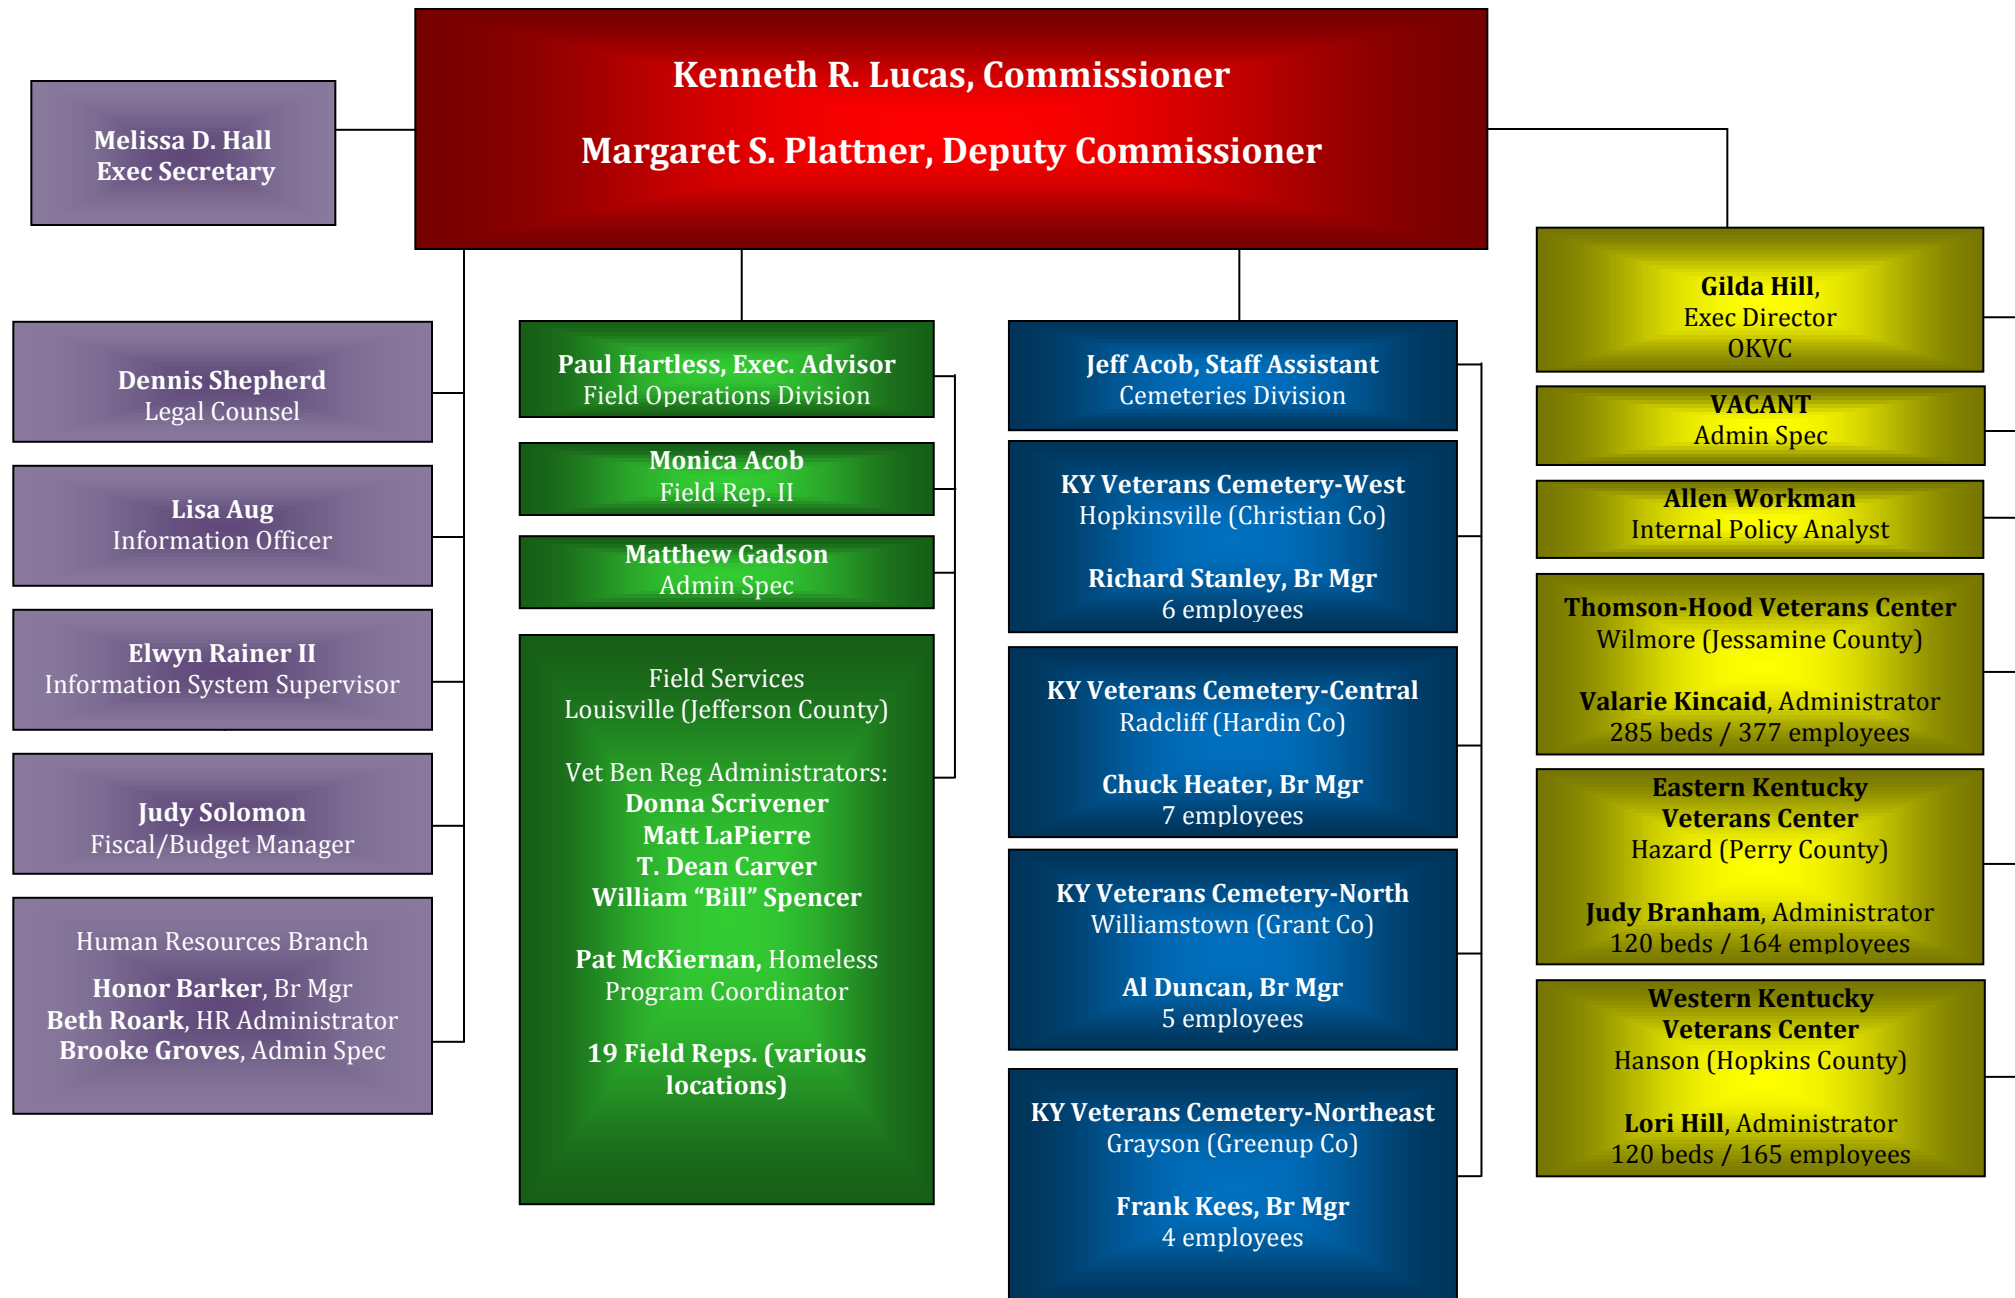 Kenneth R. Lucas, Commissioner
Margaret S. Plattner, Deputy Commissioner
Melissa D. Hall
Exec Secretary
Dennis Shepherd
Legal Counsel
Lisa Aug
Information Officer
Elwyn Rainer II
Information System Supervisor
Judy Solomon
Fiscal/Budget Manager
Human Resources Branch
Honor Barker, Br Mgr
Beth Roark, HR Administrator
Brooke Groves, Admin Spec
Paul Hartless, Exec. Advisor
Field Operations Division
Monica Acob
Field Rep. II
Matthew Gadson
Admin Spec
Field Services
Louisville (Jefferson County)
Vet Ben Reg Administrators:
Donna Scrivener
Matt LaPierre
T. Dean Carver
William “Bill” Spencer
Pat McKiernan, Homeless
Program Coordinator
19 Field Reps. (various
locations)
Jeff Acob, Staff Assistant
Cemeteries Division
KY Veterans Cemetery-West
Hopkinsville (Christian Co)
Richard Stanley, Br Mgr
6 employees
KY Veterans Cemetery-Central
Radcliff (Hardin Co)
Chuck Heater, Br Mgr
7 employees
KY Veterans Cemetery-North
Williamstown (Grant Co)
Al Duncan, Br Mgr
5 employees
KY Veterans Cemetery-Northeast
Grayson (Greenup Co)
Frank Kees, Br Mgr
4 employees
Gilda Hill,
Exec Director
OKVC
VACANT
Admin Spec
Allen Workman
Internal Policy Analyst
Thomson-Hood Veterans Center
Wilmore (Jessamine County)
Valarie Kincaid, Administrator
285 beds / 377 employees
Eastern Kentucky
Veterans Center
Hazard (Perry County)
Judy Branham, Administrator
120 beds / 164 employees
Western Kentucky
Veterans Center
Hanson (Hopkins County)
Lori Hill, Administrator
120 beds / 165 employees